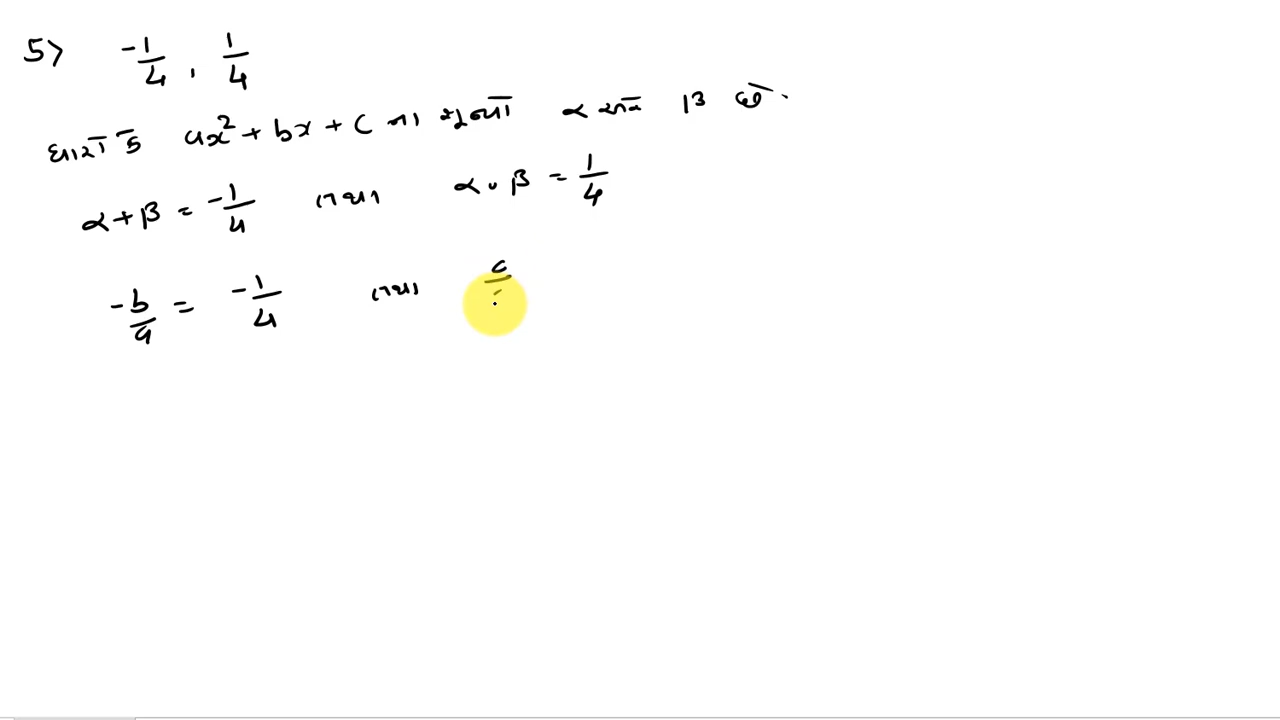 5> -1/4 , 1/4
ધારો કે ax² + bx + c ના શૂન્યો α અને β છે.
α + β = -1/4 તથા α · β = 1/4
-b/a = -1/4 તથા c/